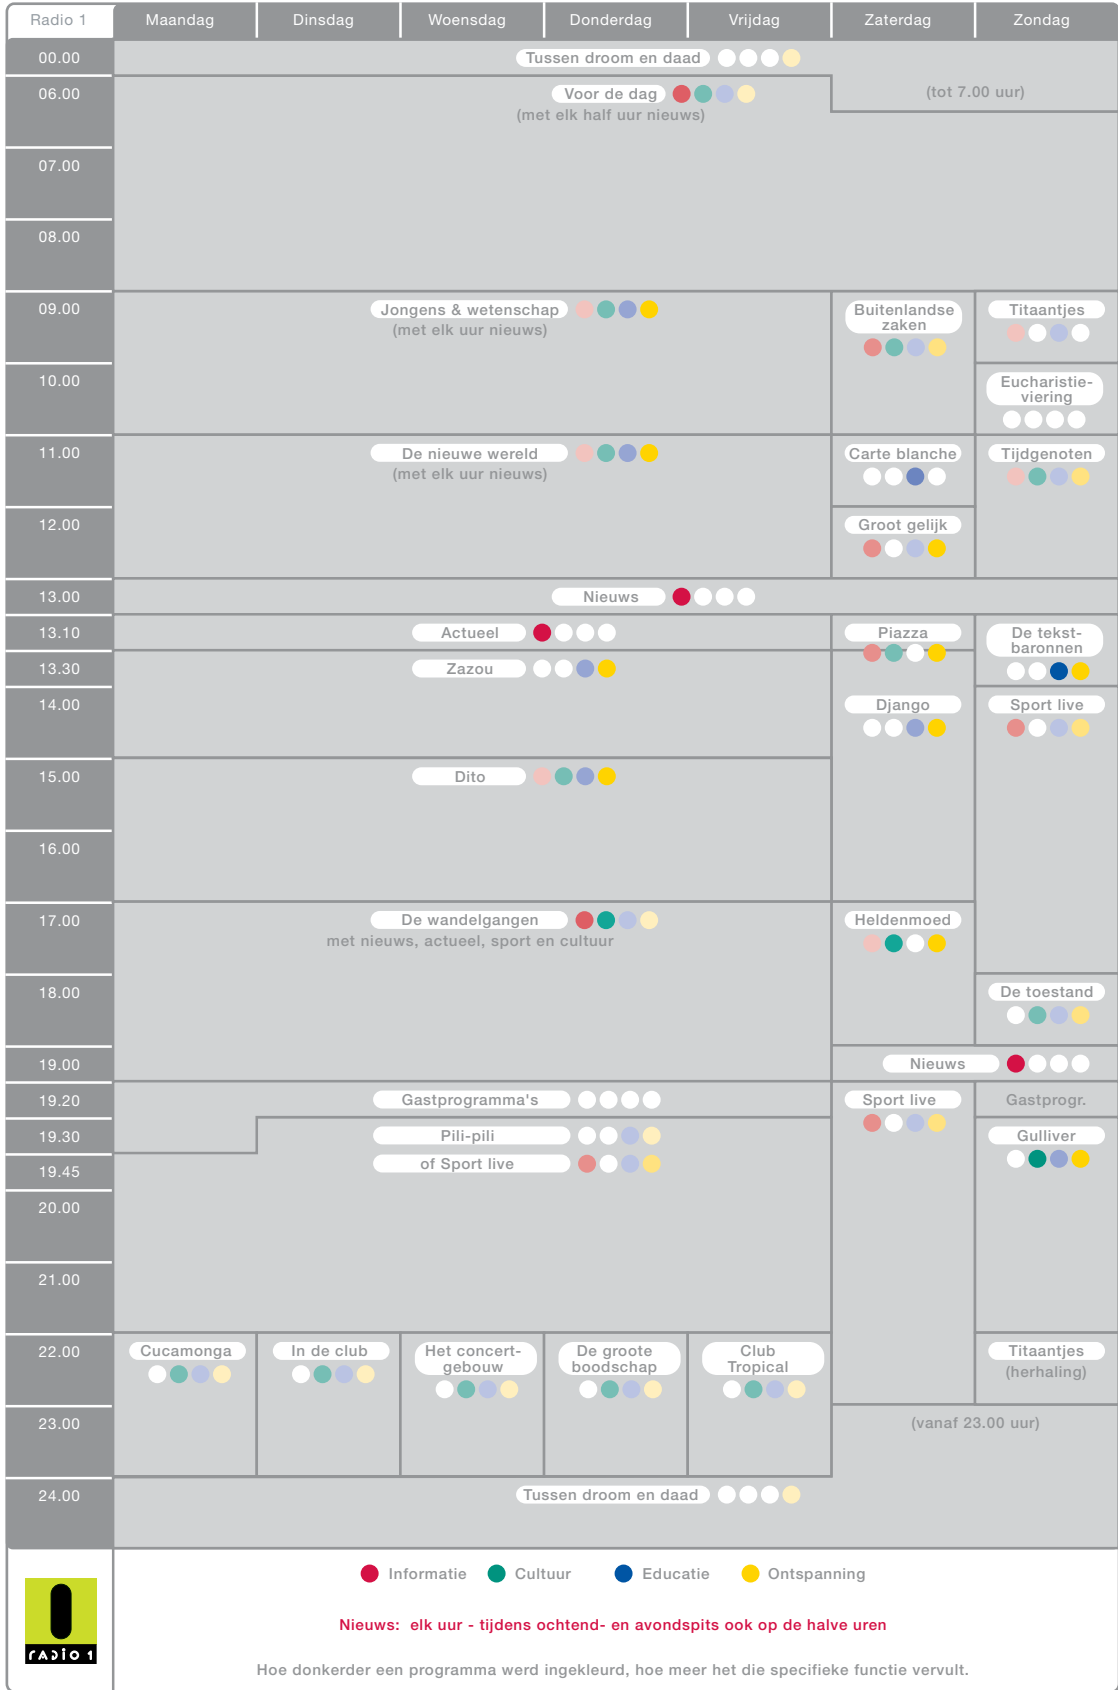 Radio 1 Maandag Dinsdag Woensdag Donderdag Vrijdag Zaterdag Zondag
00.00 Tussen droom en daad
06.00 Voor de dag (tot 7.00 uur)
(met elk half uur nieuws)
07.00
08.00
09.00 Jongens & wetenschap Buitenlandse Titaantjes
(met elk uur nieuws) zaken
10.00 Eucharistie-
viering
11.00 De nieuwe wereld Carte blanche Tijdgenoten
(met elk uur nieuws)
12.00 Groot gelijk
13.00 Nieuws
13.10 Actueel Piazza De tekst-
baronnen
13.30 Zazou
14.00 Django Sport live
15.00 Dito
16.00
17.00 De wandelgangen Heldenmoed
met nieuws, actueel, sport en cultuur
18.00 De toestand
19.00 Nieuws
19.20 Gastprogramma's Sport live Gastprogr.
19.30 Pili-pili Gulliver
of Sport live
19.45
20.00
21.00
22.00 Cucamonga In de club Het concert- De groote Club Titaantjes
gebouw boodschap Tropical (herhaling)
23.00 (vanaf 23.00 uur)
24.00 Tussen droom en daad
Informatie Cultuur Educatie Ontspanning
Nieuws: elk uur - tijdens ochtend- en avondspits ook op de halve uren
radio 1
Hoe donkerder een programma werd ingekleurd, hoe meer het die specifieke functie vervult.